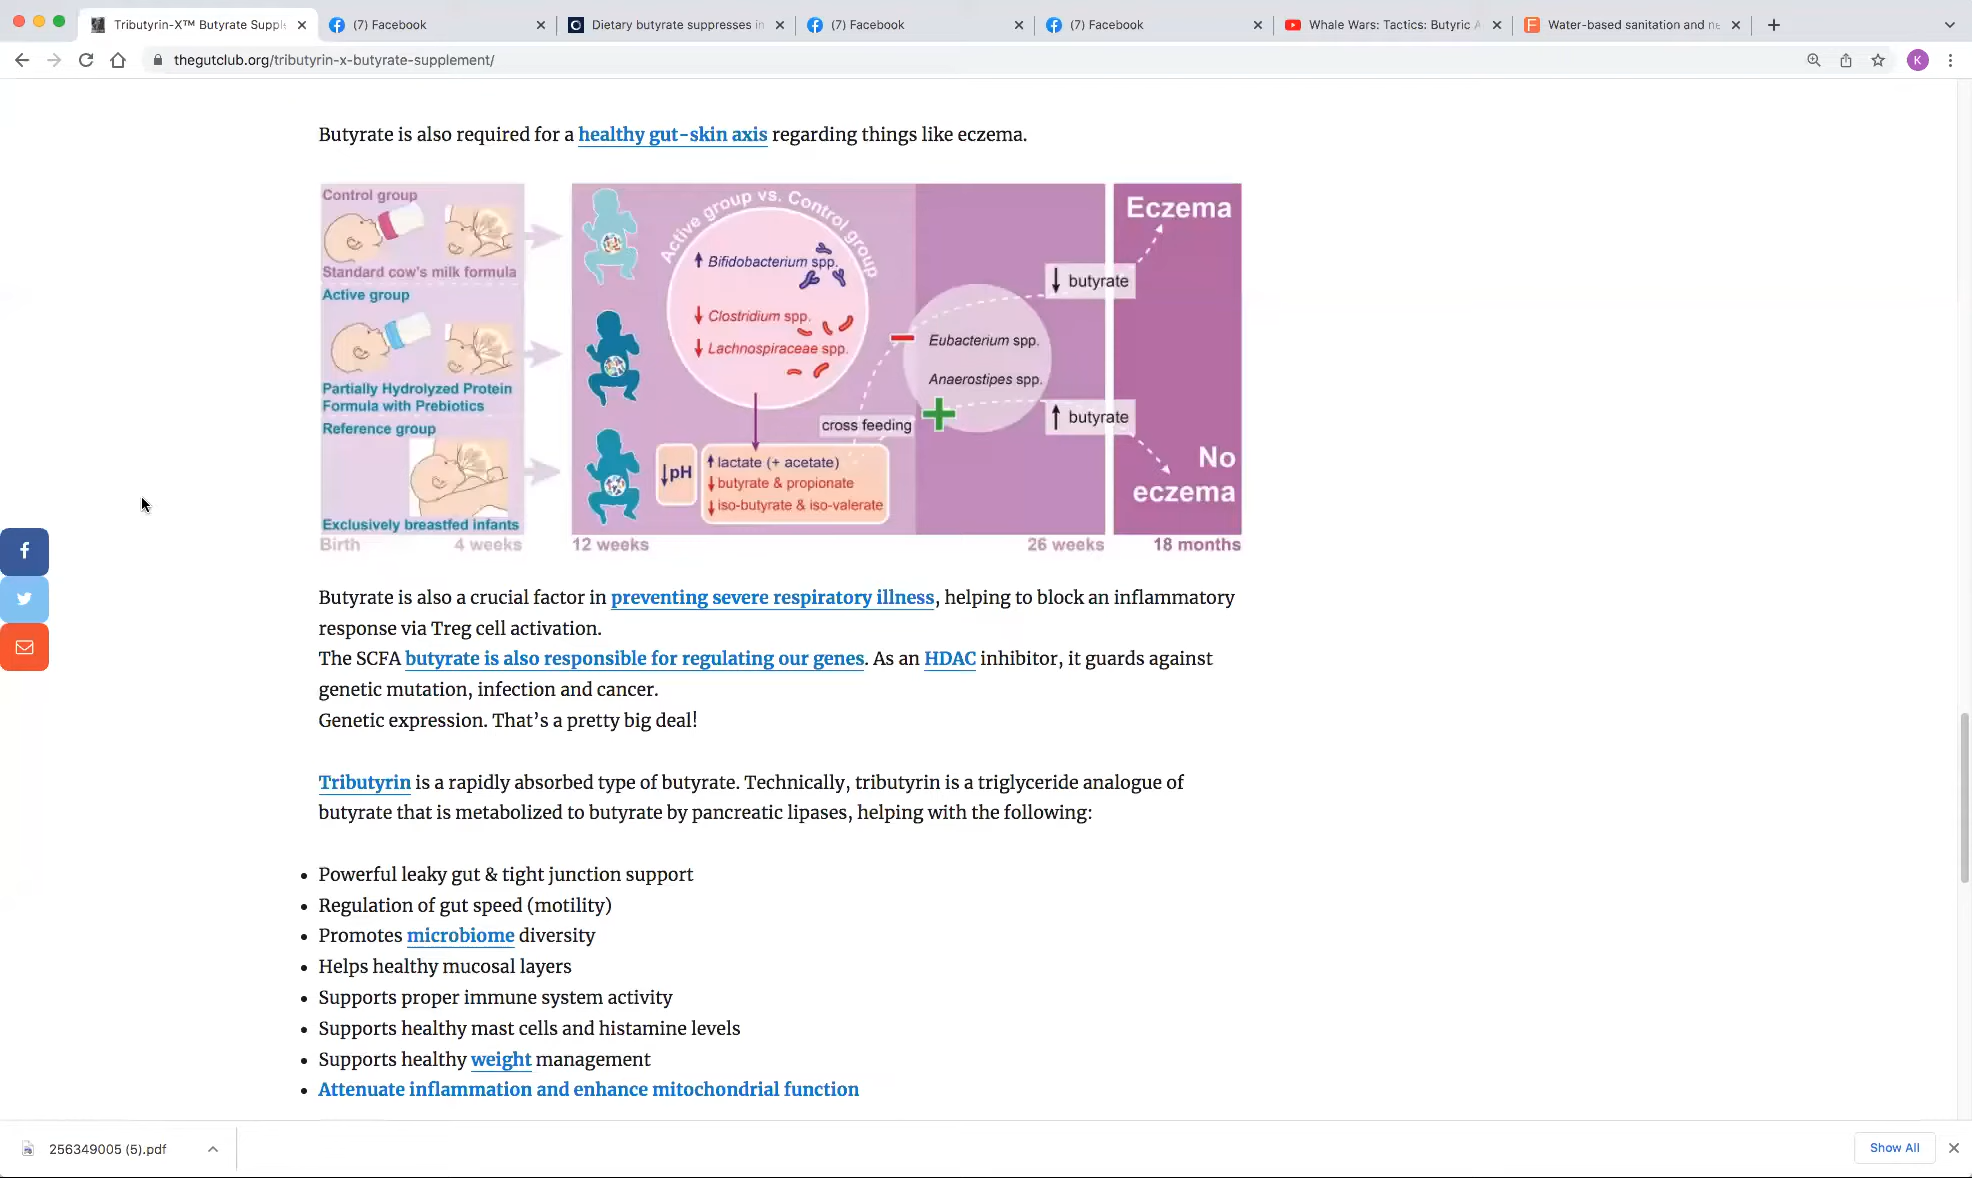 Tributyrin-X™ Butyrate Suppl
(7) Facebook
Dietary butyrate suppresses in
(7) Facebook
(7) Facebook
Whale Wars: Tactics: Butyric A
Water-based sanitation and ne
thegutclub.org/tributyrin-x-butyrate-supplement/
K
Butyrate is also required for a healthy gut-skin axis regarding things like eczema.
Control group
Standard cow's milk formula
Active group
Partially Hydrolyzed Protein
Formula with Prebiotics
Reference group
Exclusively breastfed infants
Birth 4 weeks
Active group vs. Control group
↑ Bifidobacterium spp.
↓ Clostridium spp.
↓ Lachnospiraceae spp.
cross feeding
↓pH
↑ lactate (+ acetate)
↓ butyrate & propionate
↓ iso-butyrate & iso-valerate
12 weeks
Eubacterium spp.
Anaerostipes spp.
↓ butyrate
↑ butyrate
26 weeks
Eczema
No
eczema
18 months
Butyrate is also a crucial factor in preventing severe respiratory illness, helping to block an inflammatory
response via Treg cell activation.
The SCFA butyrate is also responsible for regulating our genes. As an HDAC inhibitor, it guards against
genetic mutation, infection and cancer.
Genetic expression. That's a pretty big deal!
Tributyrin is a rapidly absorbed type of butyrate. Technically, tributyrin is a triglyceride analogue of
butyrate that is metabolized to butyrate by pancreatic lipases, helping with the following:
• Powerful leaky gut & tight junction support
• Regulation of gut speed (motility)
• Promotes microbiome diversity
• Helps healthy mucosal layers
• Supports proper immune system activity
• Supports healthy mast cells and histamine levels
• Supports healthy weight management
• Attenuate inflammation and enhance mitochondrial function
256349005 (5).pdf
Show All